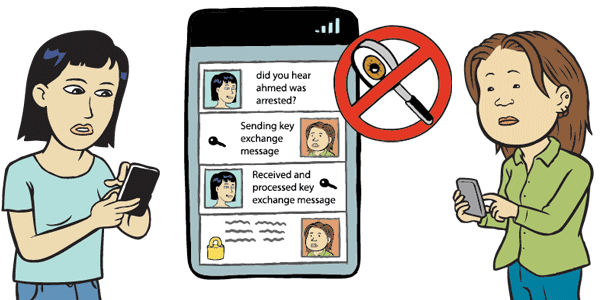 did you hear
ahmed was
arrested?
Sending key
exchange
message
Received and
processed key
exchange message